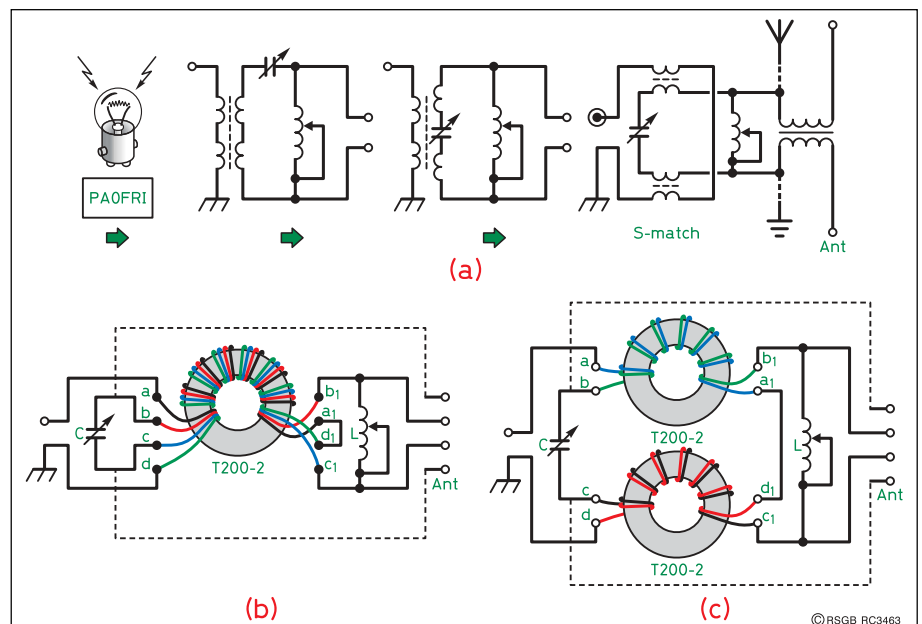 PA0FRI
S-match
Ant
(a)
a
b
C
c
d
T200-2
b1
a1
d1
c1
L
Ant
(b)
a
b
C
c
d
T200-2
T200-2
b1
a1
d1
c1
L
Ant
(c)
© RSGB RC3463